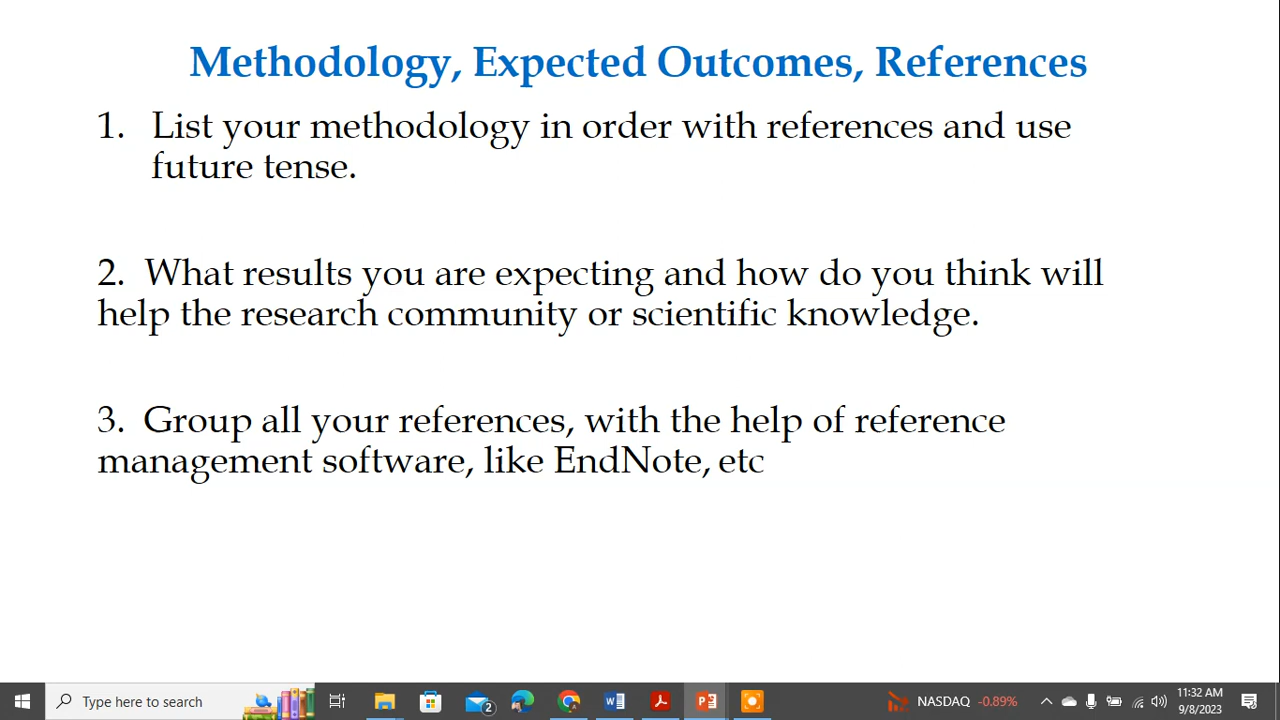 Methodology, Expected Outcomes, References
1. List your methodology in order with references and use
future tense.
2. What results you are expecting and how do you think will
help the research community or scientific knowledge.
3. Group all your references, with the help of reference
management software, like EndNote, etc
Type here to search
2
NASDAQ -0.89%
11:32 AM
9/8/2023